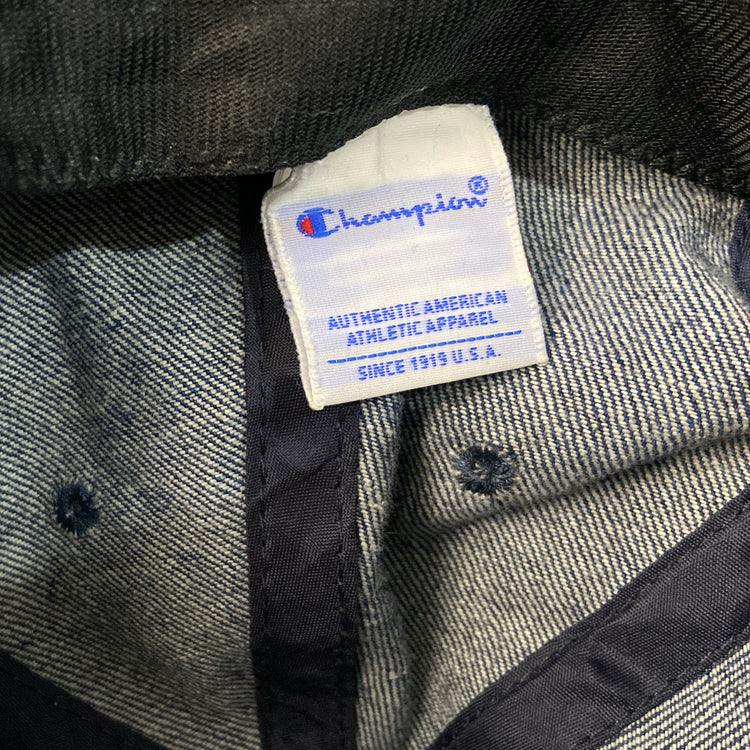 Champion®
AUTHENTIC AMERICAN
ATHLETIC APPAREL
SINCE 1919 U.S.A.